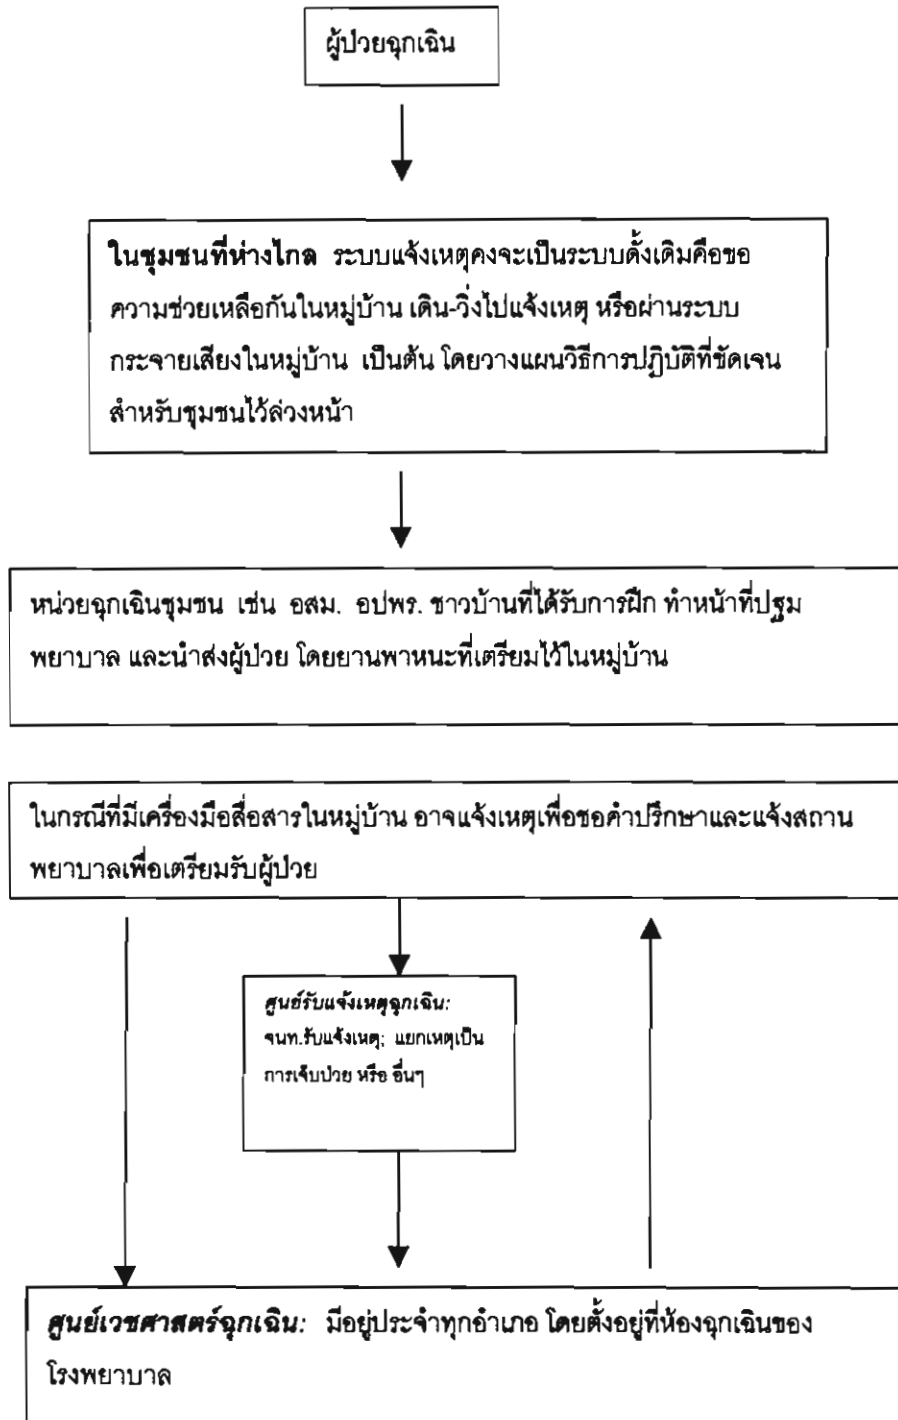 ผู้ป่วยฉุกเฉิน
ในชุมชนที่ห่างไกล ระบบแจ้งเหตุคงจะเป็นระบบดั้งเดิมคือขอ
ความช่วยเหลือกันในหมู่บ้าน เดิน-วิ่งไปแจ้งเหตุ หรือผ่านระบบ
กระจายเสียงในหมู่บ้าน เป็นต้น โดยวางแผนวิธีการปฏิบัติที่ชัดเจน
สำหรับชุมชนไว้ล่วงหน้า
หน่วยฉุกเฉินชุมชน เช่น อสม. อปพร. ชาวบ้านที่ได้รับการฝึก ทำหน้าที่ปฐม
พยาบาล และนำส่งผู้ป่วย โดยยานพาหนะที่เตรียมไว้ในหมู่บ้าน
ในกรณีที่มีเครื่องมือสื่อสารในหมู่บ้าน อาจแจ้งเหตุเพื่อขอคำปรึกษาและแจ้งสถาน
พยาบาลเพื่อเตรียมรับผู้ป่วย
ศูนย์รับแจ้งเหตุฉุกเฉิน:
จนท.รับแจ้งเหตุ; แยกเหตุเป็น
การเจ็บป่วย หรือ อื่นๆ
ศูนย์เวชศาสตร์ฉุกเฉิน: มีอยู่ประจำทุกอำเภอ โดยตั้งอยู่ที่ห้องฉุกเฉินของ
โรงพยาบาล